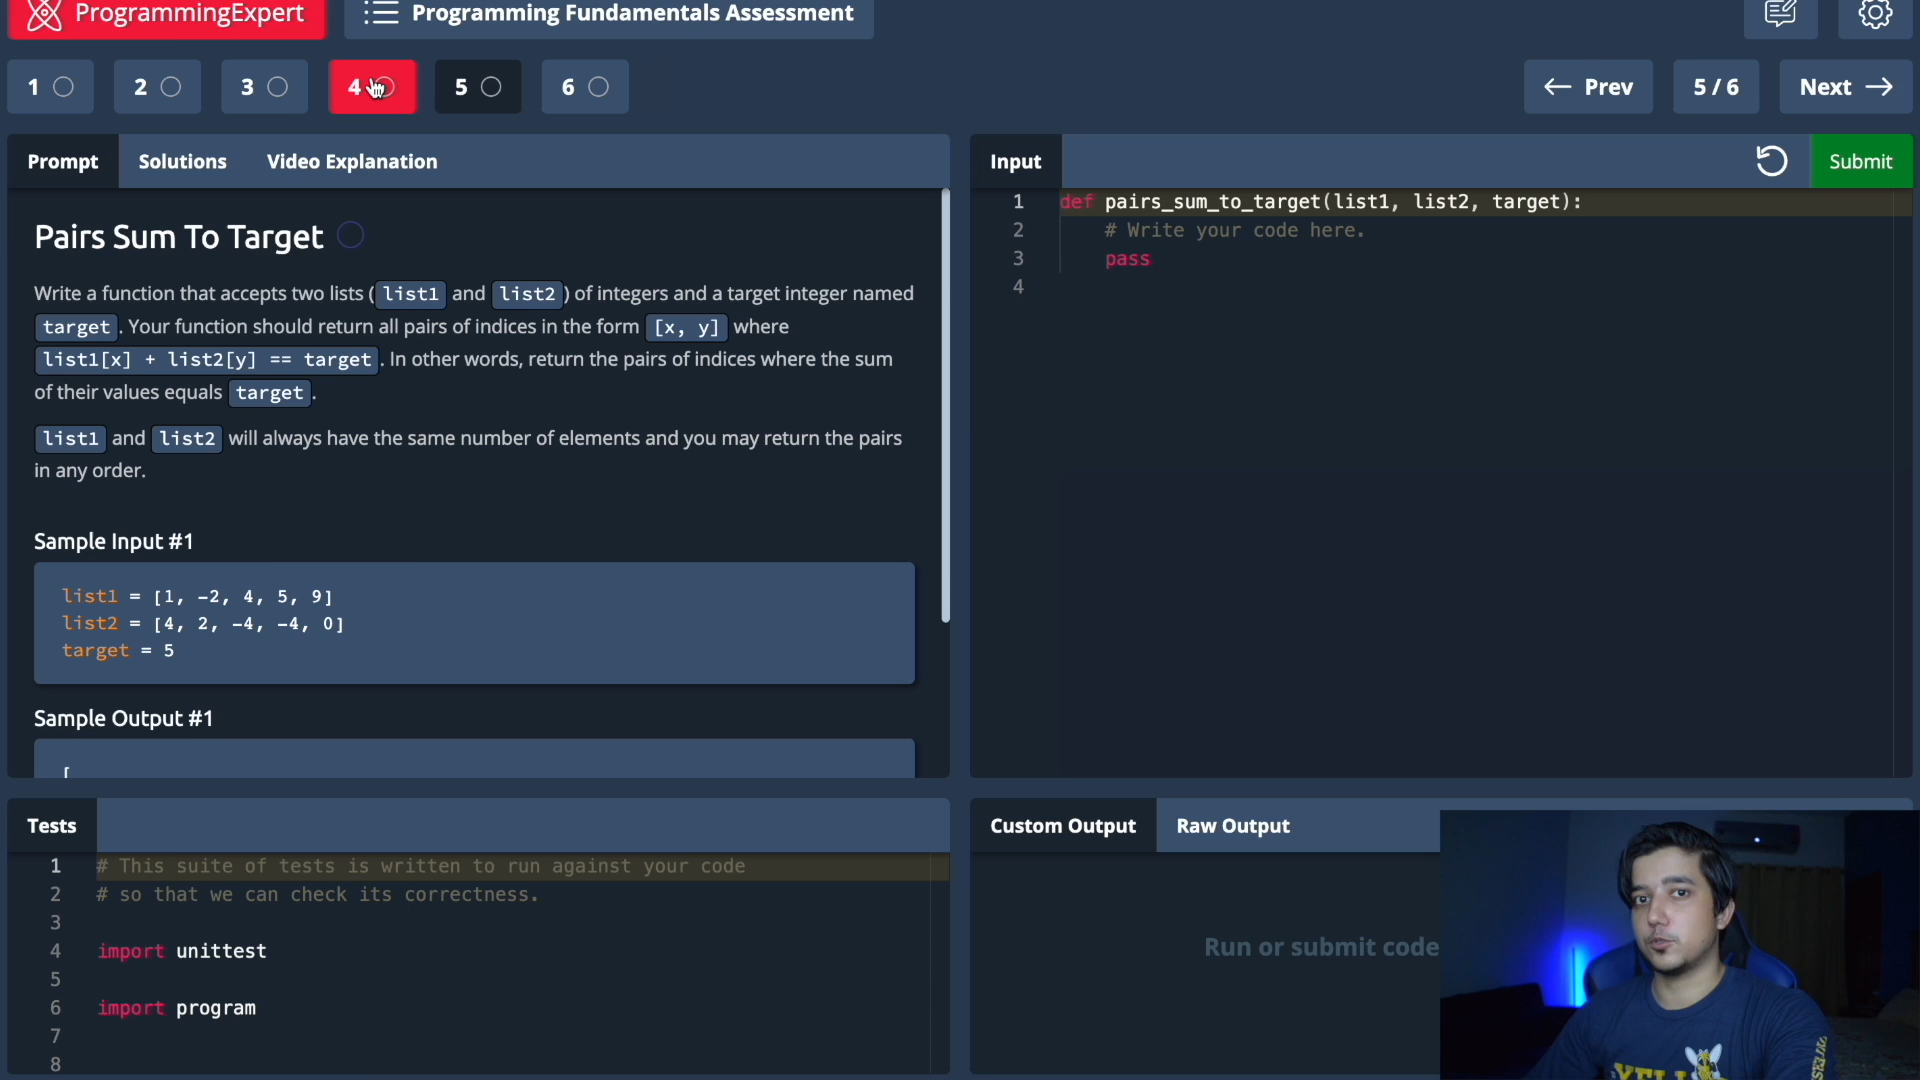 ProgrammingExpert
Programming Fundamentals Assessment
1
2
3
4
5
6
← Prev
5 / 6
Next →
Prompt
Solutions
Video Explanation
Pairs Sum To Target
Write a function that accepts two lists ( list1 and list2 ) of integers and a target integer named
target . Your function should return all pairs of indices in the form [x, y] where
list1[x] + list2[y] == target . In other words, return the pairs of indices where the sum
of their values equals target .
list1 and list2 will always have the same number of elements and you may return the pairs
in any order.
Sample Input #1
list1 = [1, -2, 4, 5, 9]
list2 = [4, 2, -4, -4, 0]
target = 5
Sample Output #1
[
Input
Submit
1 def pairs_sum_to_target(list1, list2, target):
2 # Write your code here.
3 pass
4
Tests
1 # This suite of tests is written to run against your code
2 # so that we can check its correctness.
3
4 import unittest
5
6 import program
7
8
Custom Output
Raw Output
Run or submit code